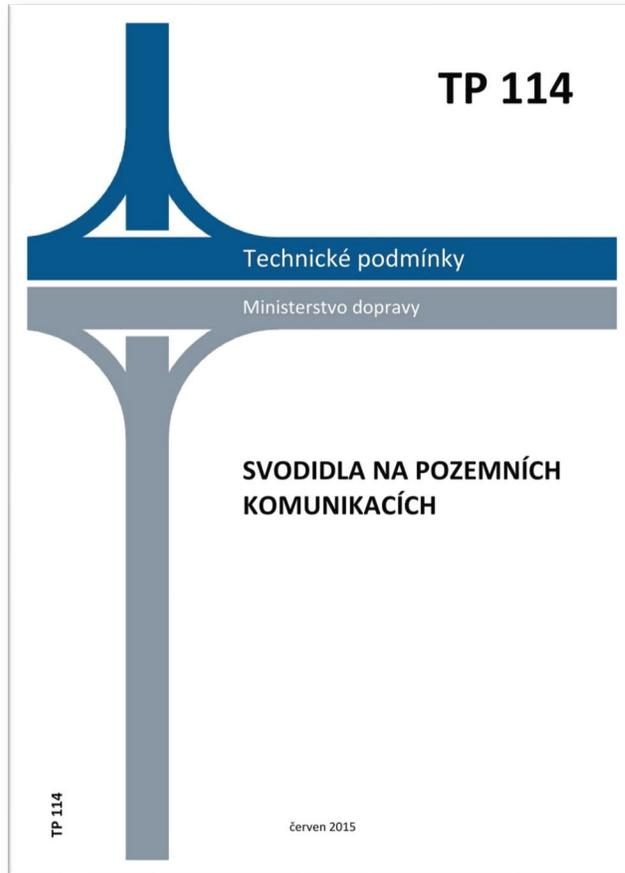 TP 114
Technické podmínky
Ministerstvo dopravy
SVODIDLA NA POZEMNÍCH
KOMUNIKACÍCH
TP 114
červen 2015